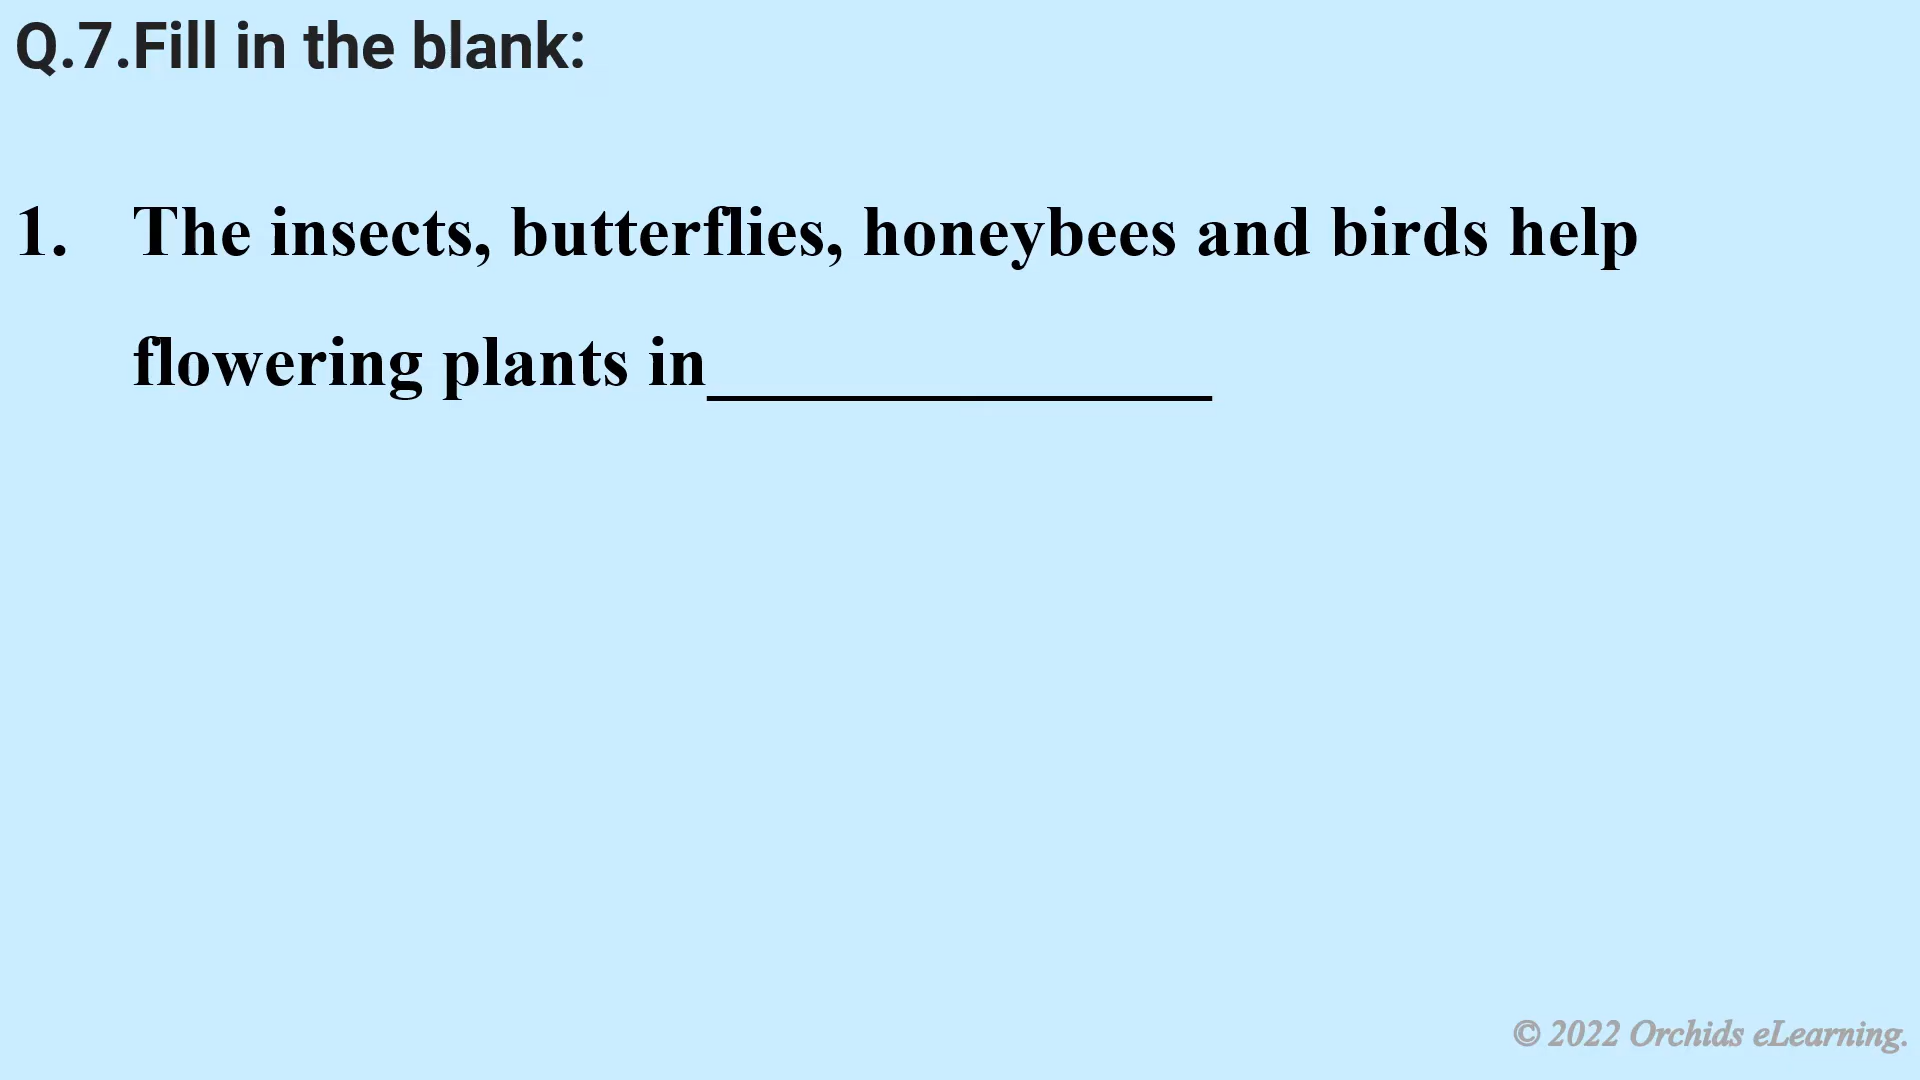 Q.7.Fill in the blank:
1. The insects, butterflies, honeybees and birds help
flowering plants in_______________
© 2022 Orchids eLearning.